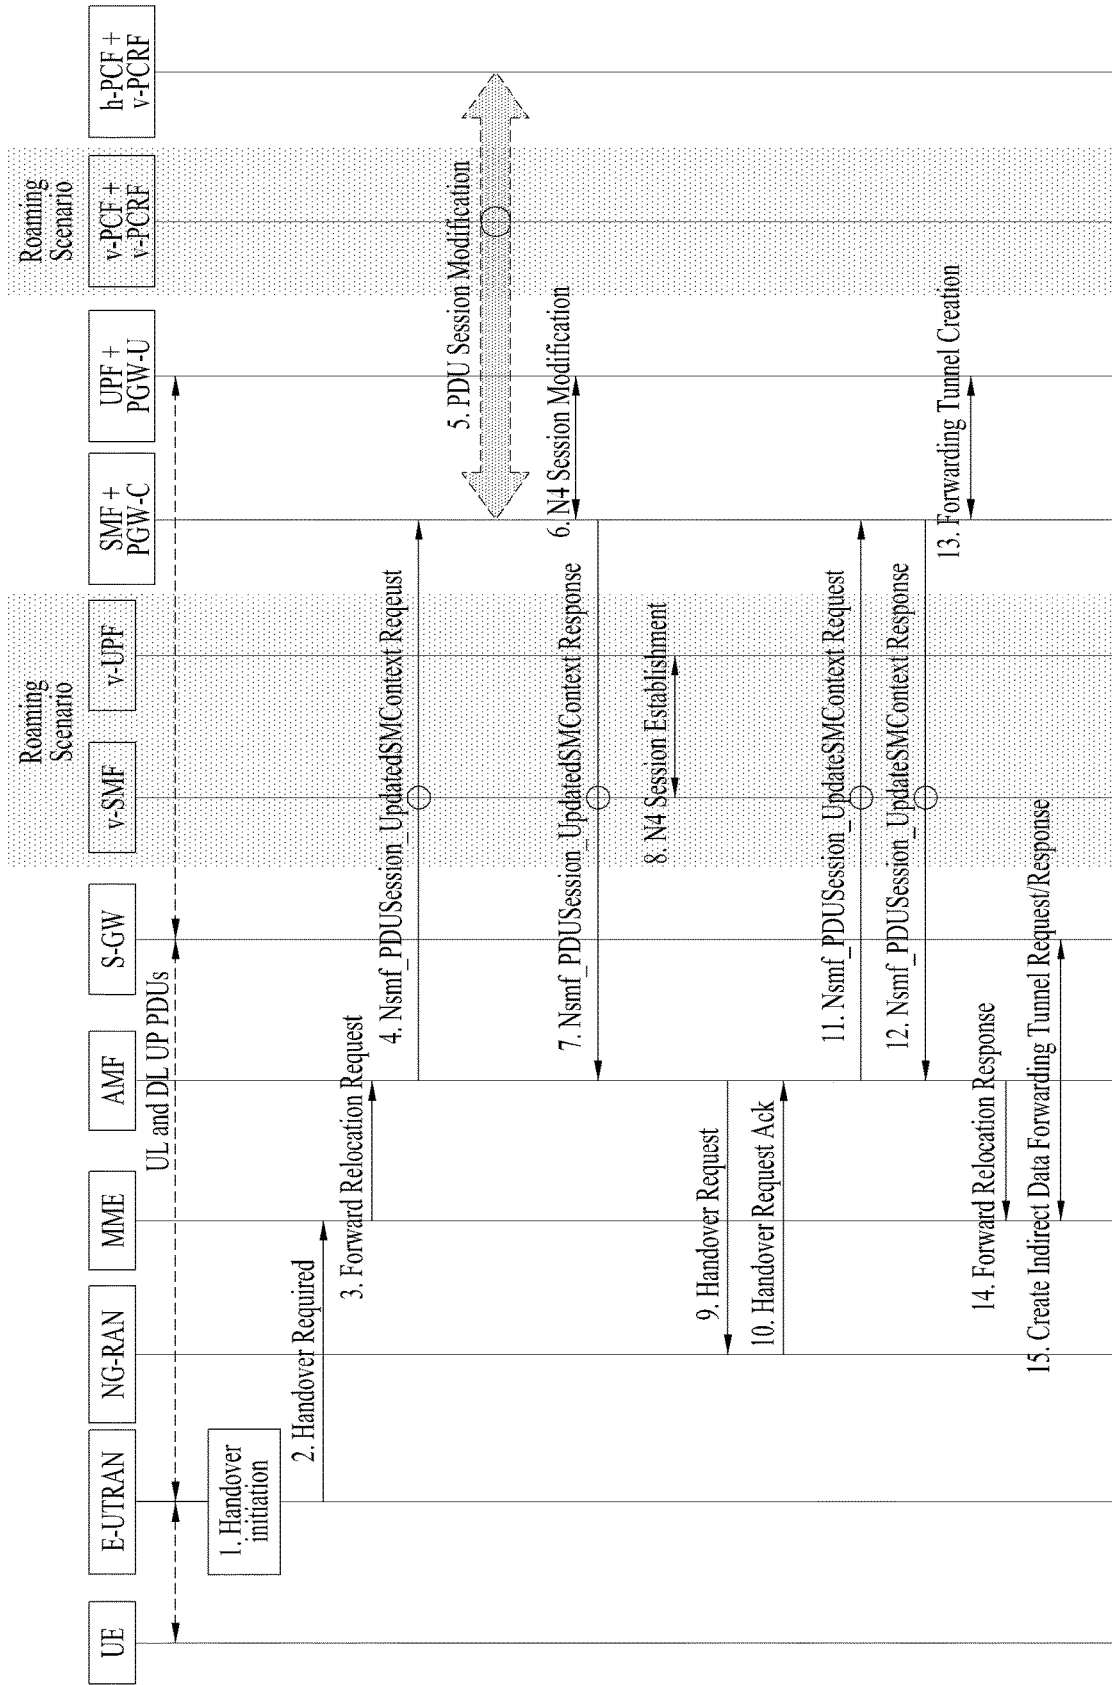 Roaming
Scenario
Roaming
Scenario
UE
E-UTRAN
NG-RAN
MME
AMF
S-GW
v-SMF
v-UPF
SMF +
PGW-C
UPF +
PGW-U
v-PCF +
v-PCRF
h-PCF +
v-PCRF
UL and DL UP PDUs
1. Handover
initiation
2. Handover Required
3. Forward Relocation Request
4. Nsmf_PDUSession_UpdatedSMContext Reqeust
5. PDU Session Modification
6. N4 Session Modification
7. Nsmf_PDUSession_UpdatedSMContext Response
8. N4 Session Establishment
9. Handover Request
10. Handover Request Ack
11. Nsmf_PDUSession_UpdateSMContext Request
12. Nsmf_PDUSession_UpdateSMContext Response
13. Forwarding Tunnel Creation
14. Forward Relocation Response
15. Create Indirect Data Forwarding Tunnel Request/Response